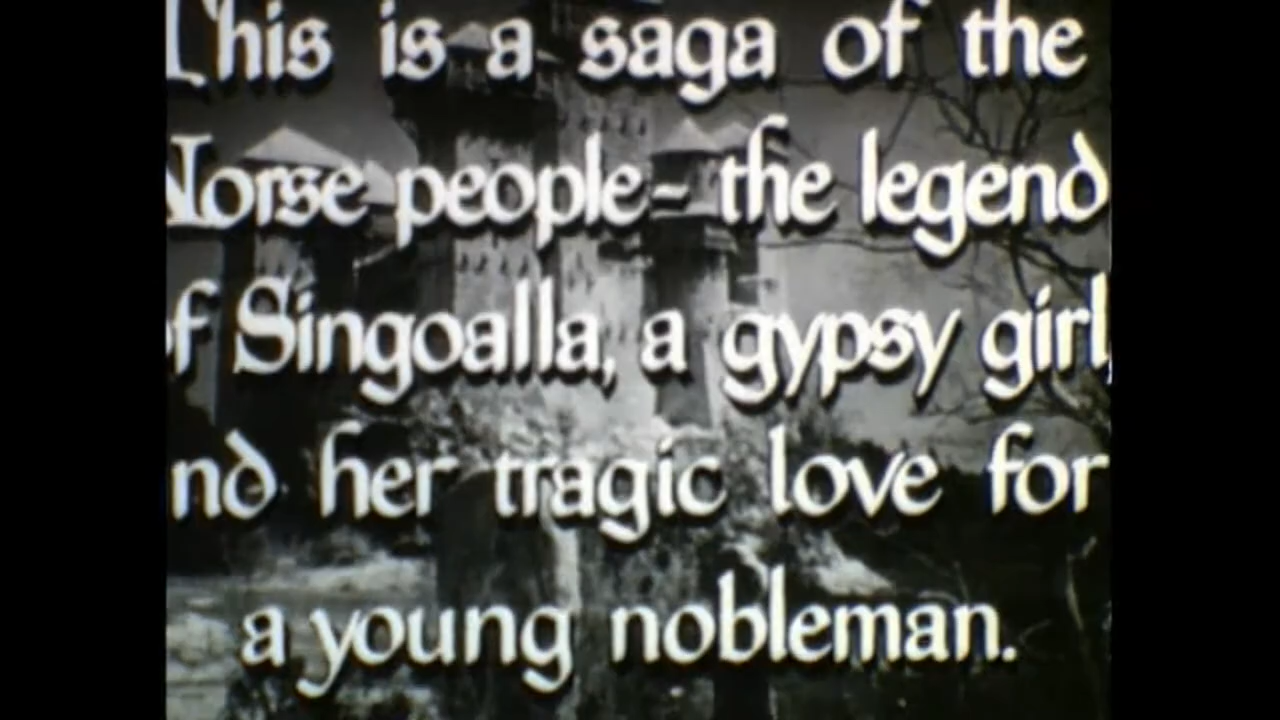 This is a saga of the
Norse people- the legend
of Singoalla, a gypsy girl,
nd her tragic love for
a young nobleman.